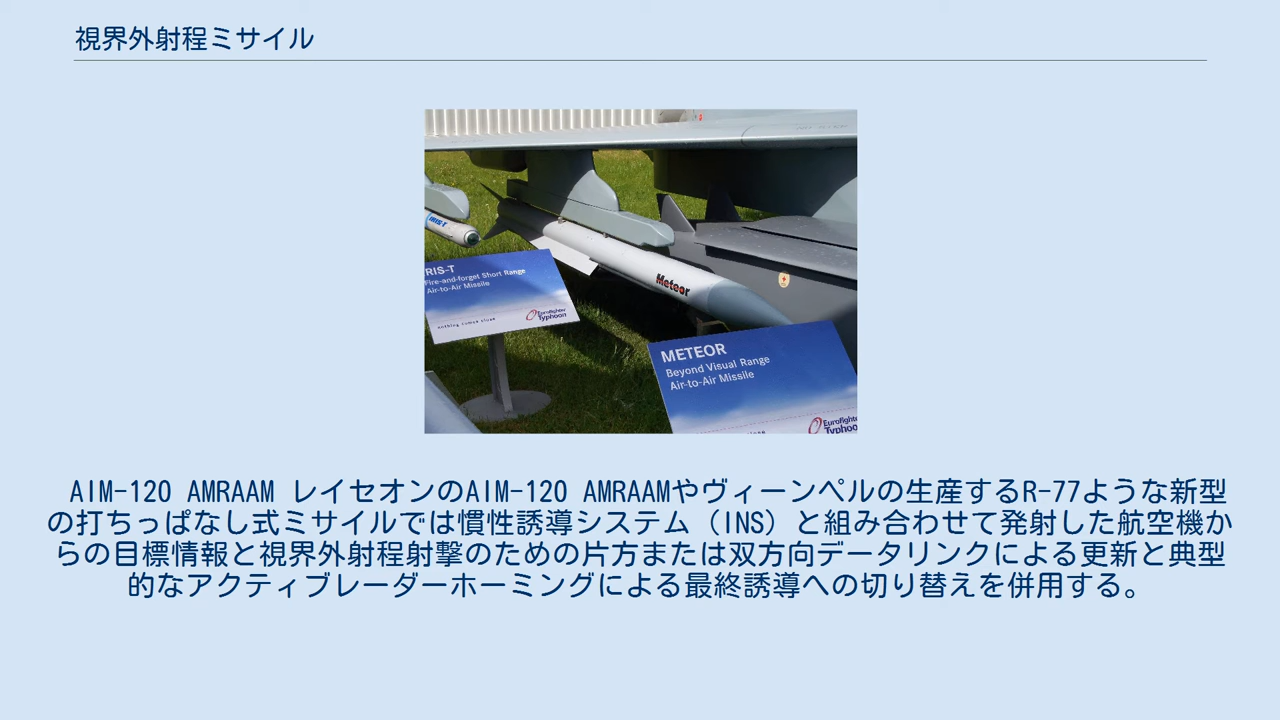 視界外射程ミサイル
IRIS-T
RIS-T
Fire-and-forget Short Range
Air-to-Air Missile
nothing comes close
Eurofighter
Typhoon
Meteor
METEOR
Beyond Visual Range
Air-to-Air Missile
Eurofighte
Typhoo
AIM-120 AMRAAM レイセオンのAIM-120 AMRAAMやヴィーンペルの生産するR-77ような新型
の打ちっぱなし式ミサイルでは慣性誘導システム（INS）と組み合わせて発射した航空機か
らの目標情報と視界外射程射撃のための片方または双方向データリンクによる更新と典型
的なアクティブレーダーホーミングによる最終誘導への切り替えを併用する。